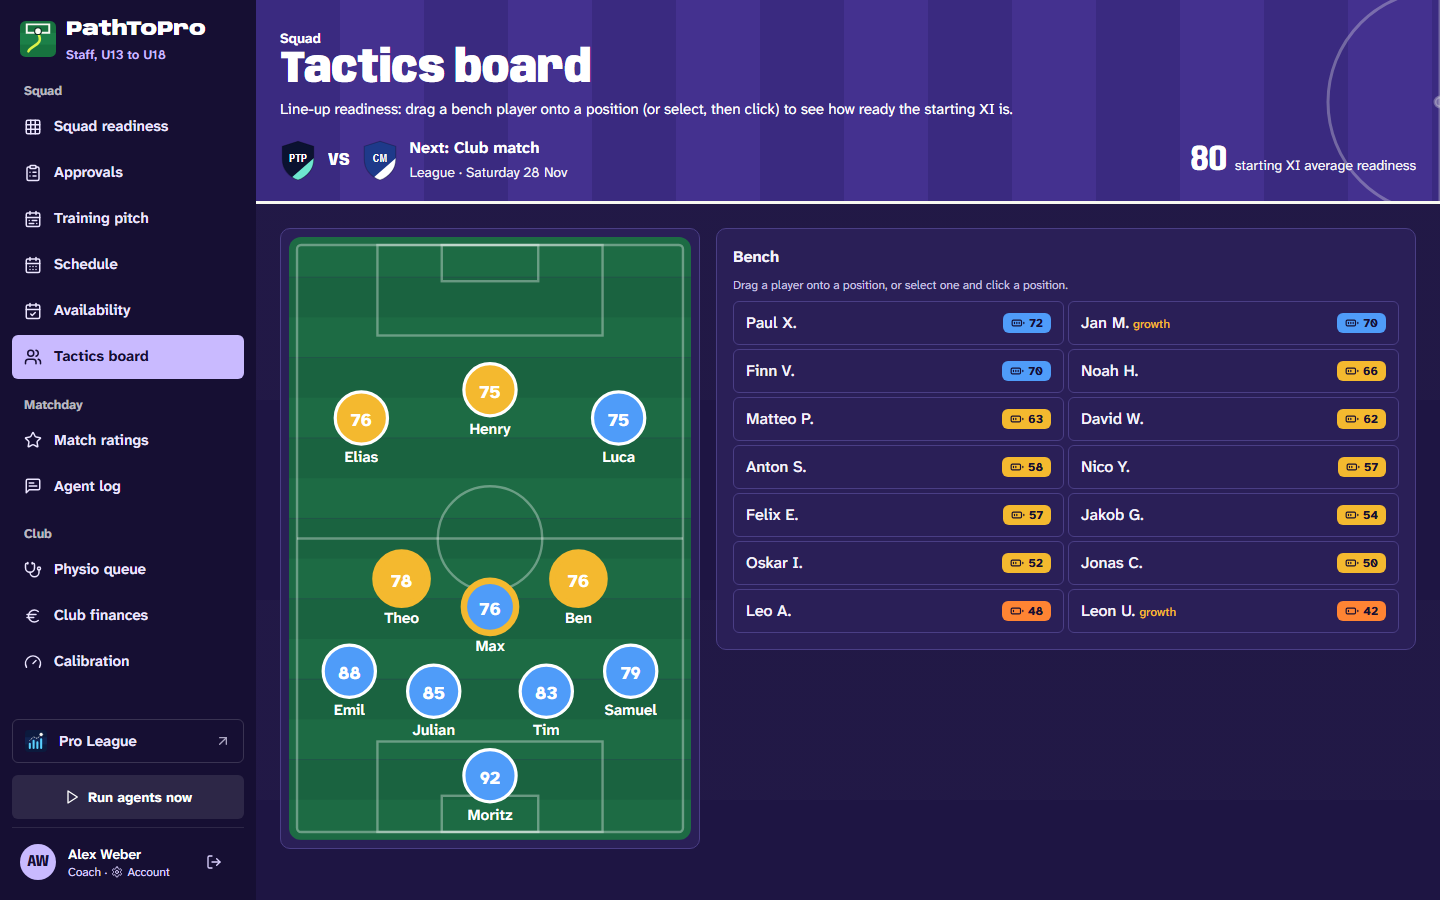 PathToPro
Staff, U13 to U18
Squad
Squad readiness
Approvals
Training pitch
Schedule
Availability
Tactics board
Matchday
Match ratings
Agent log
Club
Physio queue
Club finances
Calibration
Pro League
Run agents now
AW
Alex Weber
Coach · Account
Squad
Tactics board
Line-up readiness: drag a bench player onto a position (or select, then click) to see how ready the starting XI is.
PTP VS CM
Next: Club match
League · Saturday 28 Nov
80 starting XI average readiness
75
Henry
76
Elias
75
Luca
78
Theo
76
Max
76
Ben
88
Emil
85
Julian
83
Tim
79
Samuel
92
Moritz
Bench
Drag a player onto a position, or select one and click a position.
Paul X. 72
Jan M. growth 70
Finn V. 70
Noah H. 66
Matteo P. 63
David W. 62
Anton S. 58
Nico Y. 57
Felix E. 57
Jakob G. 54
Oskar I. 52
Jonas C. 50
Leo A. 48
Leon U. growth 42